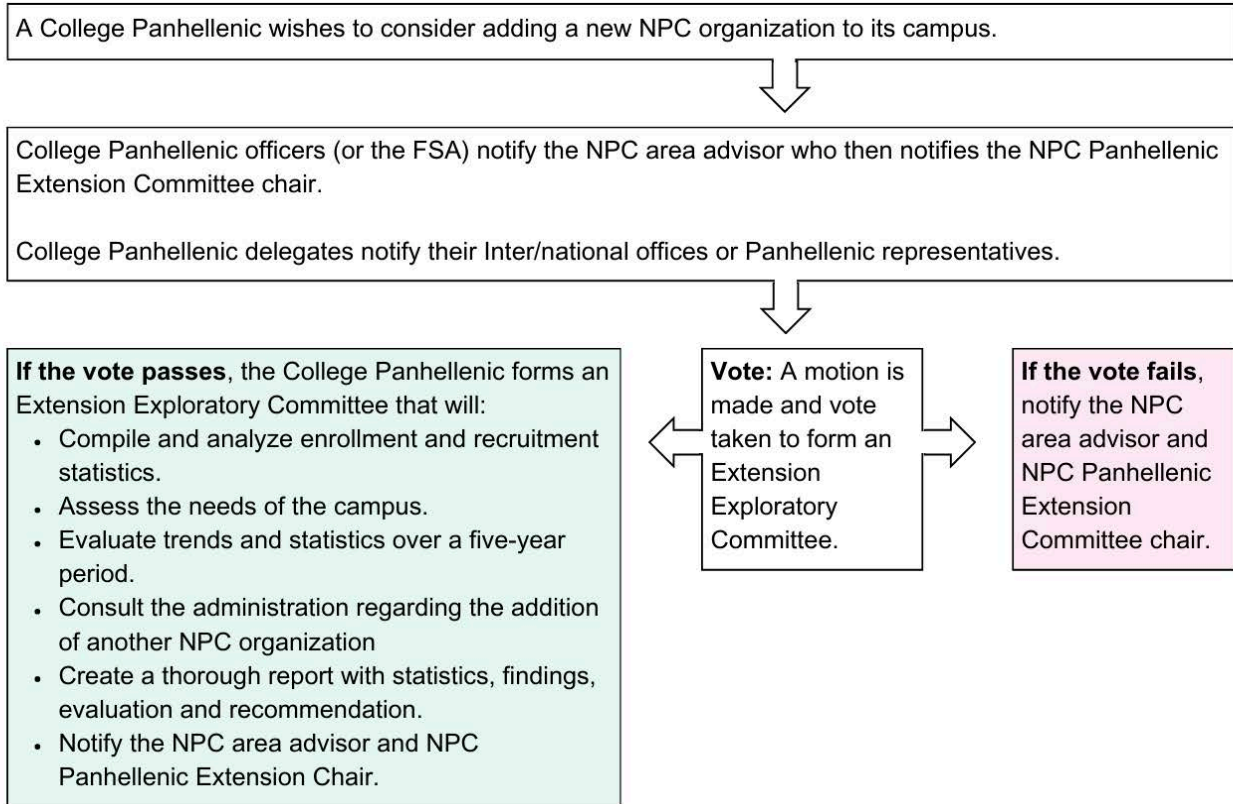 A College Panhellenic wishes to consider adding a new NPC organization to its campus.
College Panhellenic officers (or the FSA) notify the NPC area advisor who then notifies the NPC Panhellenic
Extension Committee chair.
College Panhellenic delegates notify their Inter/national offices or Panhellenic representatives.
If the vote passes, the College Panhellenic forms an
Extension Exploratory Committee that will:
• Compile and analyze enrollment and recruitment
statistics.
• Assess the needs of the campus.
• Evaluate trends and statistics over a five-year
period.
• Consult the administration regarding the addition
of another NPC organization
• Create a thorough report with statistics, findings,
evaluation and recommendation.
• Notify the NPC area advisor and NPC
Panhellenic Extension Chair.
Vote: A motion is
made and vote
taken to form an
Extension
Exploratory
Committee.
If the vote fails,
notify the NPC
area advisor and
NPC Panhellenic
Extension
Committee chair.